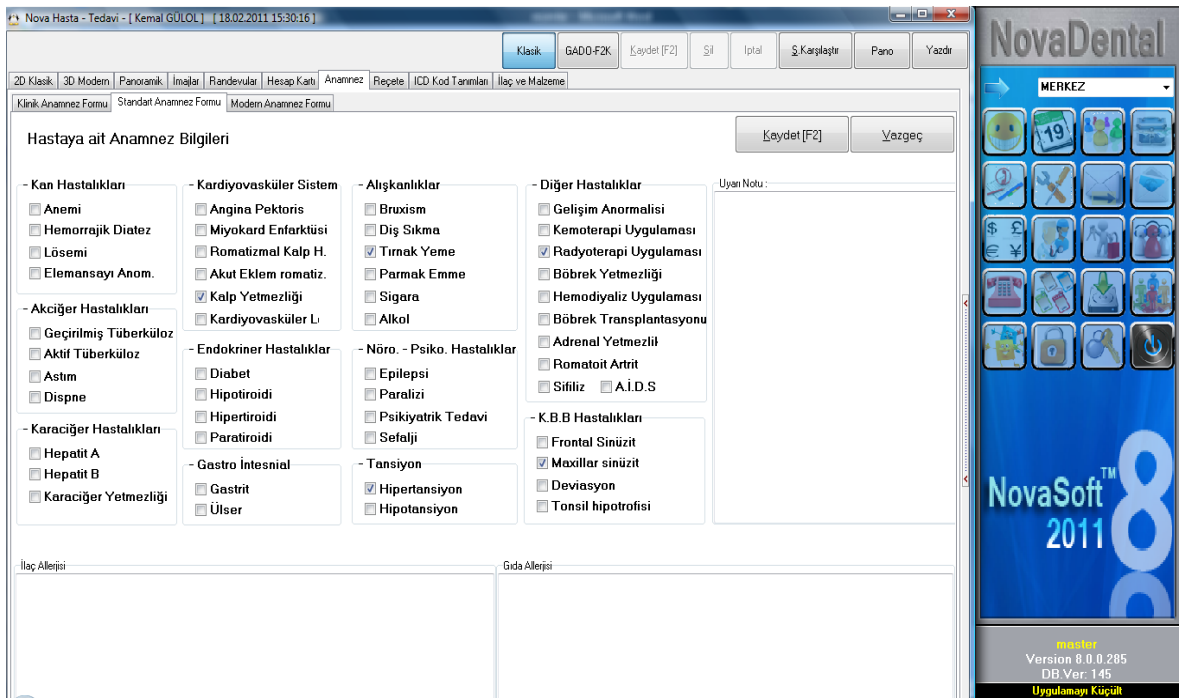 Nova Hasta - Tedavi - [ Kemal GÜLOL ] [ 18.02.2011 15:30:16 ]
Klasik GADO-F2K Kaydet [F2] Sil Iptal Ş.Karşılaştır Pano Yazdır
2D Klasik 3D Modern Panoramik İmajlar Randevular Hesap Kartı Anamnez Reçete ICD Kod Tanımları İlaç ve Malzeme
Klinik Anamnez Formu Standart Anamnez Formu Modern Anamnez Formu
Hastaya ait Anamnez Bilgileri
Kaydet [F2] Vazgeç
- Kan Hastalıkları
Anemi
Hemorrajik Diatez
Lösemi
Elemansayı Anom.
- Akciğer Hastalıkları
Geçirilmiş Tüberküloz
Aktif Tüberküloz
Astım
Dispne
- Karaciğer Hastalıkları
Hepatit A
Hepatit B
Karaciğer Yetmezliği
- Kardiyovasküler Sistem
Angina Pektoris
Miyokard Enfarktüsi
Romatizmal Kalp H.
Akut Eklem romatiz.
Kalp Yetmezliği
Kardiyovasküler L
- Endokriner Hastalıklar
Diabet
Hipotiroidi
Hipertiroidi
Paratiroidi
- Gastro İntesnial
Gastrit
Ülser
- Alışkanlıklar
Bruxism
Diş Sıkma
Tırnak Yeme
Parmak Emme
Sigara
Alkol
- Nöro. - Psiko. Hastalıklar
Epilepsi
Paralizi
Psikiyatrik Tedavi
Sefalji
- Tansiyon
Hipertansiyon
Hipotansiyon
- Diğer Hastalıklar
Gelişim Anormalisi
Kemoterapi Uygulaması
Radyoterapi Uygulaması
Böbrek Yetmezliği
Hemodiyaliz Uygulaması
Böbrek Transplantasyonu
Adrenal Yetmezlik
Romatoit Artrit
Sifiliz A.İ.D.S
- K.B.B Hastalıkları
Frontal Sinüzit
Maxillar sinüzit
Deviasyon
Tonsil hipotrofisi
Uyarı Notu :
İlaç Allerjisi
Gıda Allerjisi
NovaDental
MERKEZ
19
$ £
€ ¥
NovaSoft™ 8
2011
master
Version 8.0.0.285
DB.Ver: 145
Uygulamayı Küçült